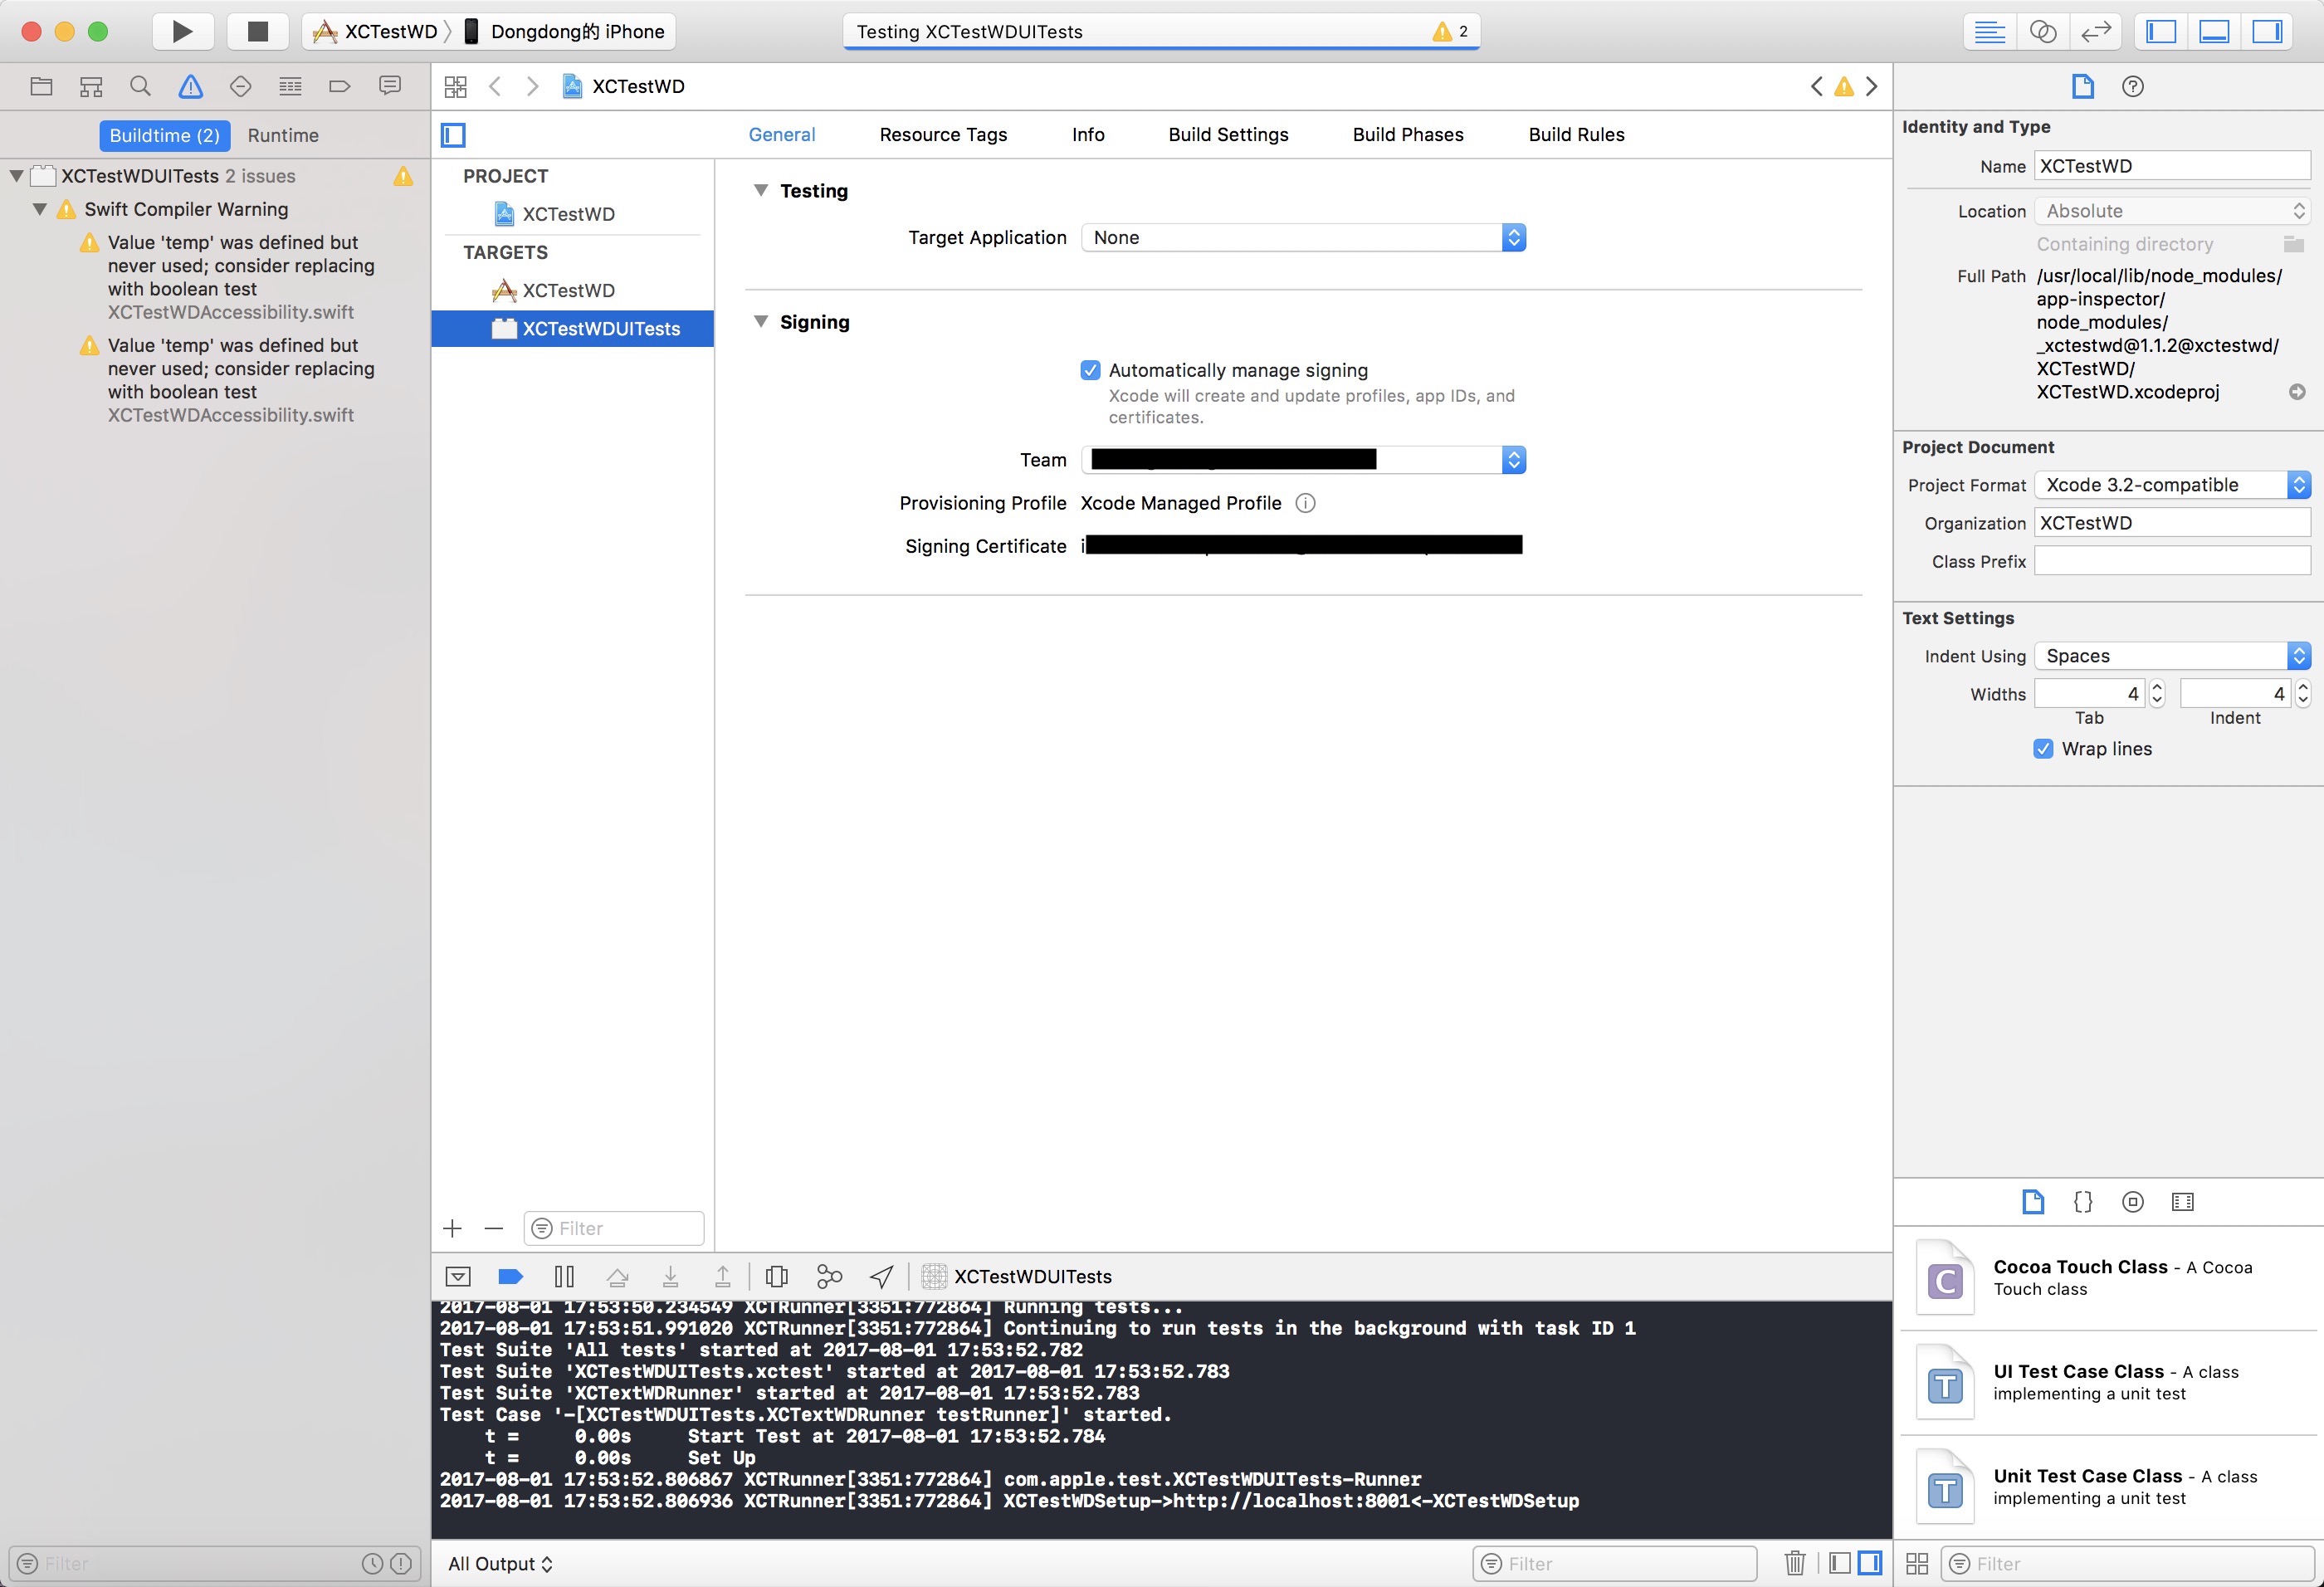 XCTestWD
Dongdong的 iPhone
Testing XCTestWDUITests
2
XCTestWD
Buildtime (2)
Runtime
General
Resource Tags
Info
Build Settings
Build Phases
Build Rules
XCTestWDUITests 2 issues
Swift Compiler Warning
Value 'temp' was defined but
never used; consider replacing
with boolean test
XCTestWDAccessibility.swift
Value 'temp' was defined but
never used; consider replacing
with boolean test
XCTestWDAccessibility.swift
Filter
PROJECT
XCTestWD
TARGETS
XCTestWD
XCTestWDUITests
Filter
Testing
Target Application
None
Signing
Automatically manage signing
Xcode will create and update profiles, app IDs, and
certificates.
Team
Provisioning Profile
Xcode Managed Profile
Signing Certificate
i
XCTestWDUITests
2017-08-01 17:53:50.234549 XCTRunner[3351:772864] Running tests...
2017-08-01 17:53:51.991020 XCTRunner[3351:772864] Continuing to run tests in the background with task ID 1
Test Suite 'All tests' started at 2017-08-01 17:53:52.782
Test Suite 'XCTestWDUITests.xctest' started at 2017-08-01 17:53:52.783
Test Suite 'XCTextWDRunner' started at 2017-08-01 17:53:52.783
Test Case '-[XCTestWDUITests.XCTextWDRunner testRunner]' started.
t = 0.00s Start Test at 2017-08-01 17:53:52.784
t = 0.00s Set Up
2017-08-01 17:53:52.806867 XCTRunner[3351:772864] com.apple.test.XCTestWDUITests-Runner
2017-08-01 17:53:52.806936 XCTRunner[3351:772864] XCTestWDSetup->http://localhost:8001<-XCTestWDSetup
All Output
Filter
Identity and Type
Name
XCTestWD
Location
Absolute
Containing directory
Full Path
/usr/local/lib/node_modules/
app-inspector/
node_modules/
_xctestwd@1.1.2@xctestwd/
XCTestWD/
XCTestWD.xcodeproj
Project Document
Project Format
Xcode 3.2-compatible
Organization
XCTestWD
Class Prefix
Text Settings
Indent Using
Spaces
Widths
4
4
Tab
Indent
Wrap lines
{}
C
Cocoa Touch Class - A Cocoa
Touch class
T
UI Test Case Class - A class
implementing a unit test
T
Unit Test Case Class - A class
implementing a unit test
Filter